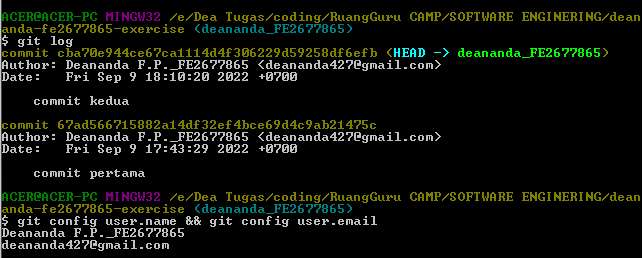 ACER@ACER-PC MINGW32 /e/Dea Tugas/coding/RuangGuru CAMP/SOFTWARE ENGINERING/dean
anda-fe2677865-exercise (deananda_FE2677865)
$ git log
commit cba70e944ce67ca1114d4f306229d59258df6efb (HEAD -> deananda_FE2677865)
Author: Deananda F.P._FE2677865 <deananda427@gmail.com>
Date:   Fri Sep 9 18:10:20 2022 +0700
    commit kedua
commit 67ad566715882a14df32ef4bce69d4c9ab21475c
Author: Deananda F.P._FE2677865 <deananda427@gmail.com>
Date:   Fri Sep 9 17:43:29 2022 +0700
    commit pertama
ACER@ACER-PC MINGW32 /e/Dea Tugas/coding/RuangGuru CAMP/SOFTWARE ENGINERING/dean
anda-fe2677865-exercise (deananda_FE2677865)
$ git config user.name && git config user.email
Deananda F.P._FE2677865
deananda427@gmail.com